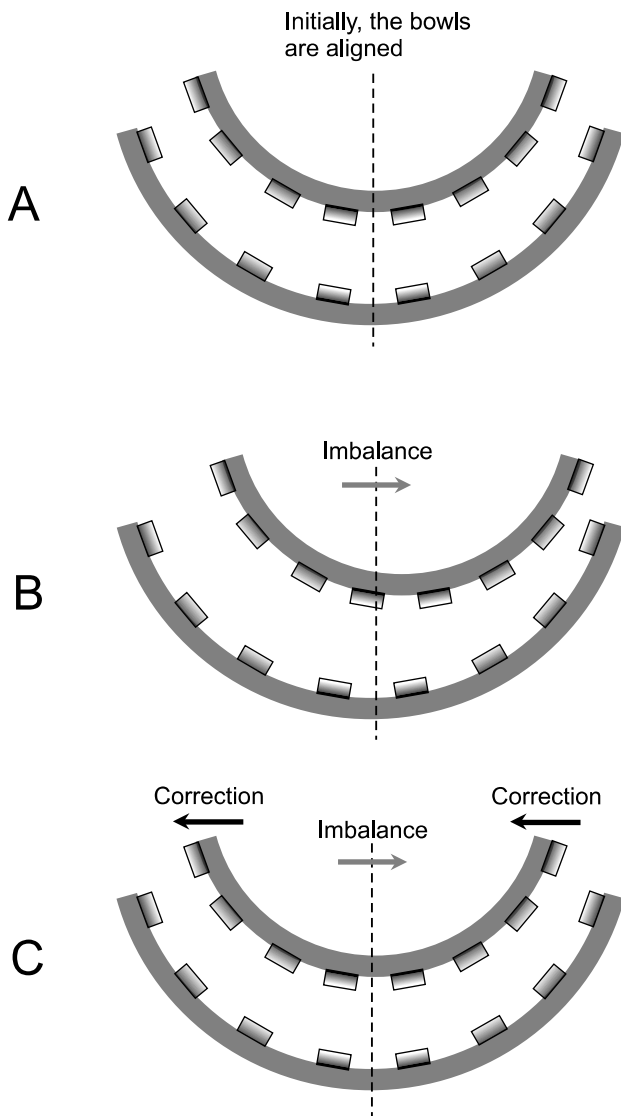 Initially, the bowls
are aligned
A
Imbalance
B
Correction
Correction
Imbalance
C